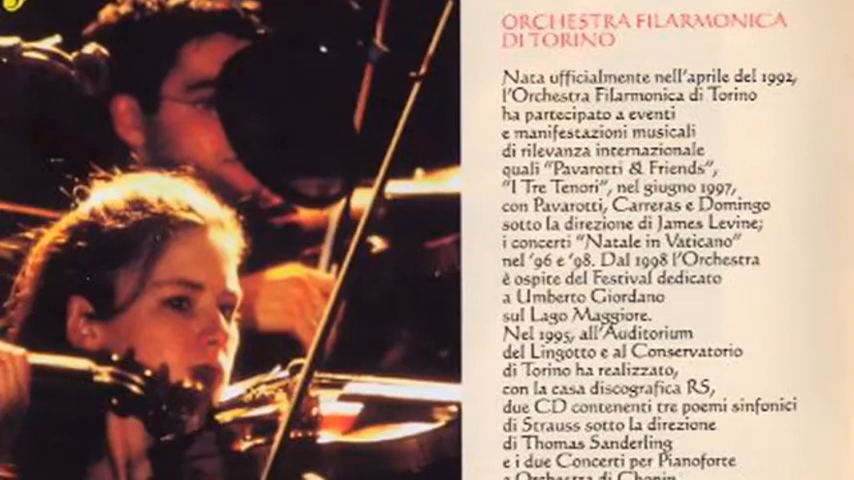 ORCHESTRA FILARMONICA
DI TORINO
Nata ufficialmente nell'aprile del 1992,
l'Orchestra Filarmonica di Torino
ha partecipato a eventi
e manifestazioni musicali
di rilevanza internazionale
quali "Pavarotti & Friends",
"I Tre Tenori", nel giugno 1997,
con Pavarotti, Carreras e Domingo
sotto la direzione di James Levine;
i concerti "Natale in Vaticano"
nel '96 e '98. Dal 1998 l'Orchestra
è ospite del Festival dedicato
a Umberto Giordano
sul Lago Maggiore.
Nel 1995, all'Auditorium
del Lingotto e al Conservatorio
di Torino ha realizzato,
con la casa discografica RS,
due CD contenenti tre poemi sinfonici
di Strauss sotto la direzione
di Thomas Sanderling
e i due Concerti per Pianoforte
e Orchestra di Chopin